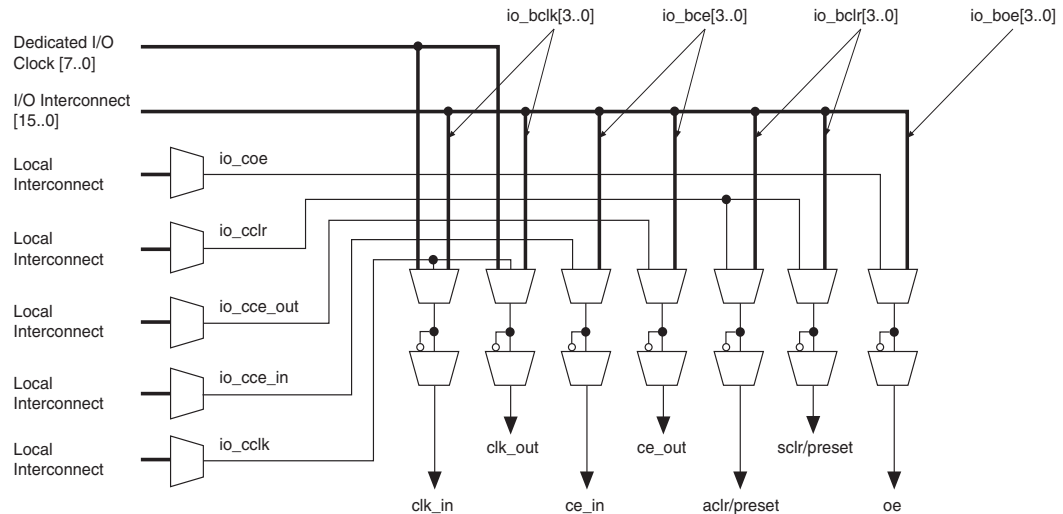 io_bclk[3..0]
io_bce[3..0]
io_bclr[3..0]
io_boe[3..0]
Dedicated I/O
Clock [7..0]
I/O Interconnect
[15..0]
Local
Interconnect
io_coe
Local
Interconnect
io_cclr
Local
Interconnect
io_cce_out
Local
Interconnect
io_cce_in
Local
Interconnect
io_cclk
clk_out
ce_out
sclr/preset
clk_in
ce_in
aclr/preset
oe